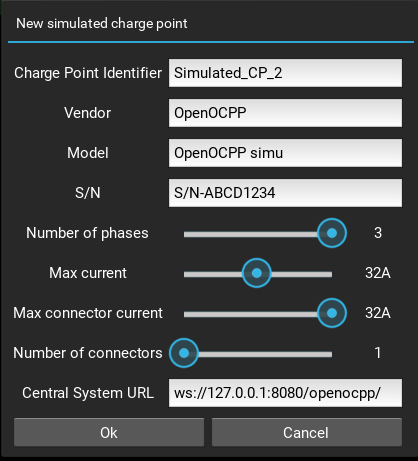 New simulated charge point
Charge Point Identifier Simulated_CP_2
Vendor OpenOCPP
Model OpenOCPP simu
S/N S/N-ABCD1234
Number of phases 3
Max current 32A
Max connector current 32A
Number of connectors 1
Central System URL ws://127.0.0.1:8080/openocpp/
Ok Cancel